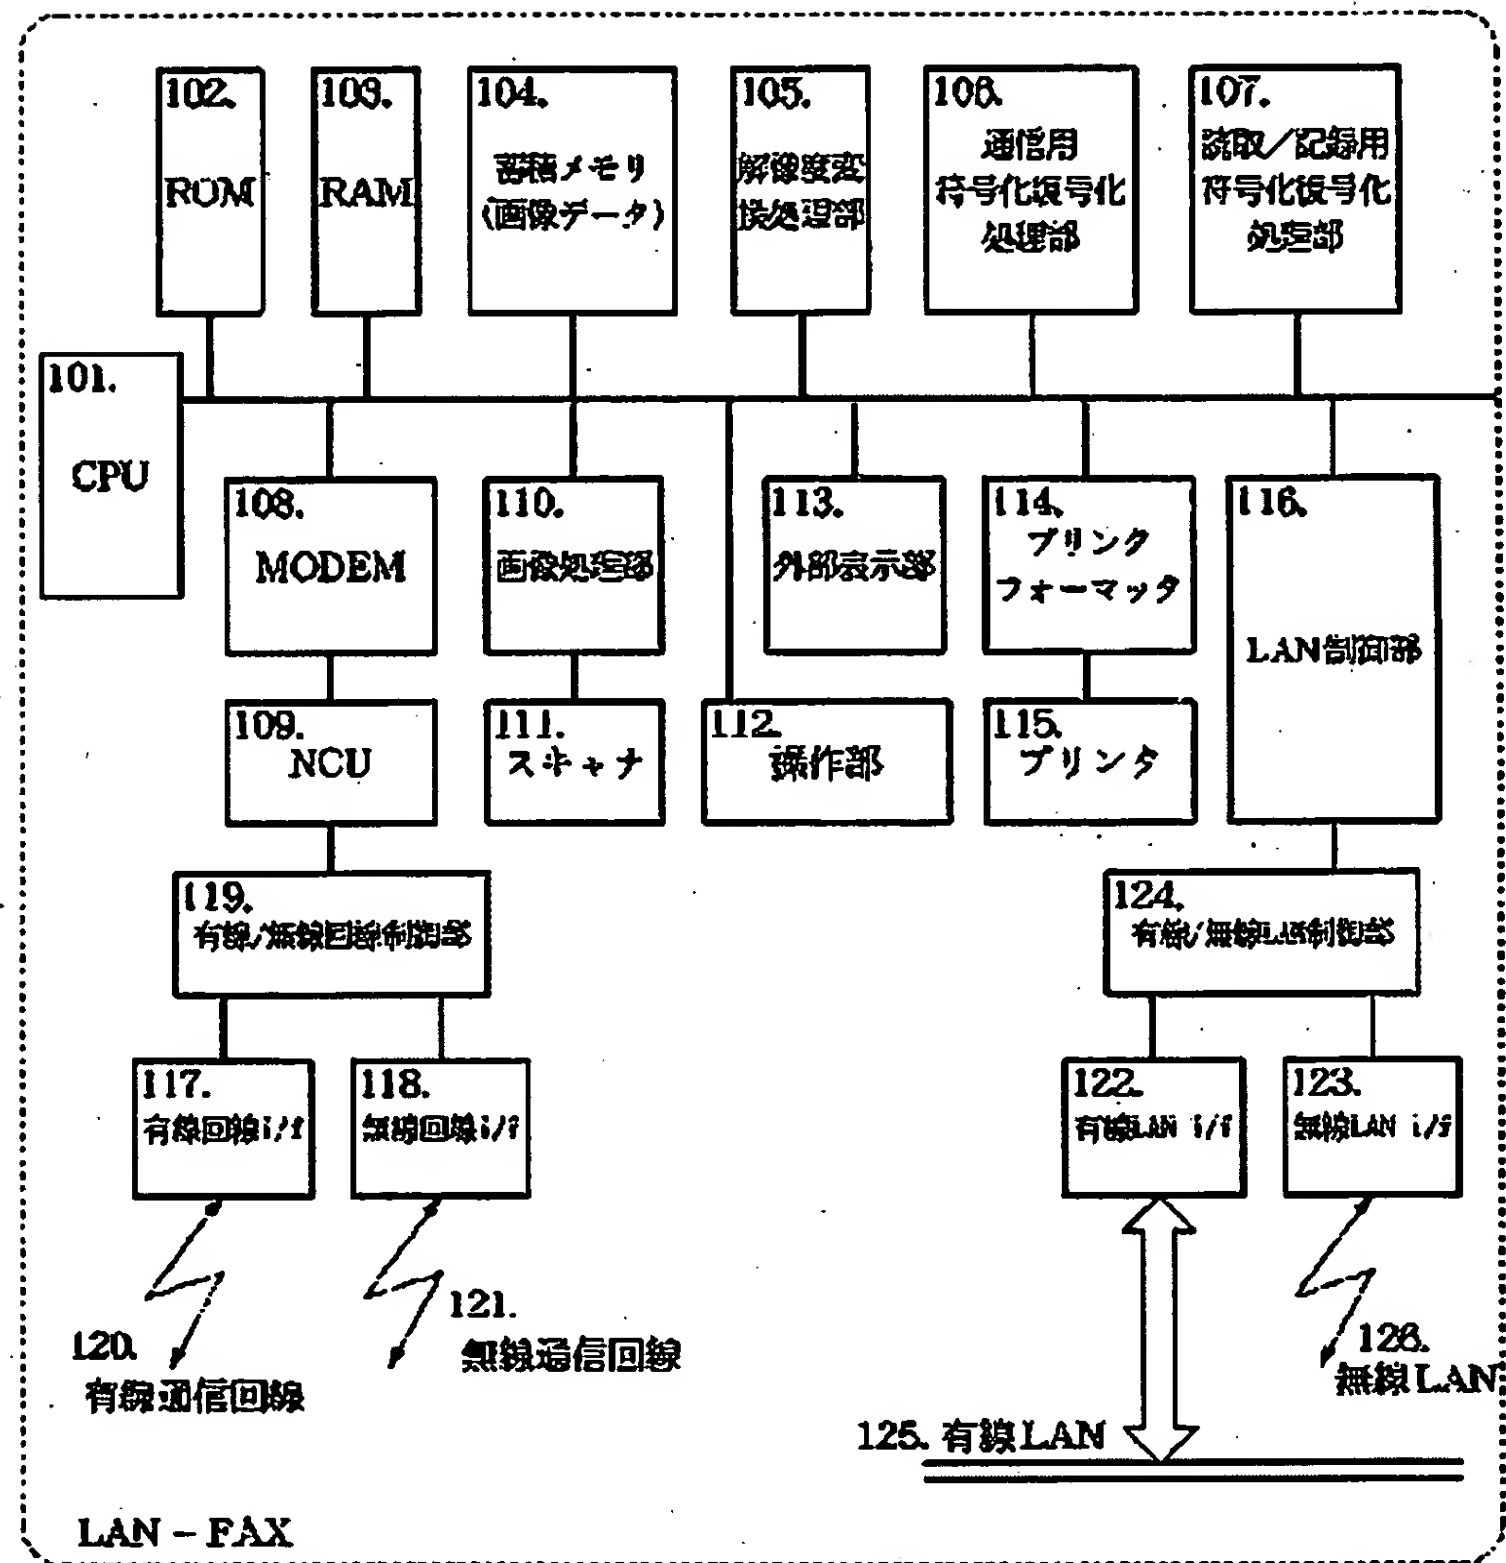 102.
ROM
103.
RAM
104.
蓄積メモリ
(画像データ)
105.
解像度変
換処理部
106.
通信用
符号化復号化
処理部
107.
読取/記録用
符号化復号化
処理部
101.
CPU
108.
MODEM
110.
画像処理部
113.
外部表示部
114.
プリンタ
フォーマッタ
116.
LAN制御部
109.
NCU
111.
スキャナ
112.
操作部
115.
プリンタ
119.
有線/無線回線制御部
124.
有線/無線LAN制御部
117.
有線回線i/f
118.
無線回線i/f
122.
有線LAN i/f
123.
無線LAN i/f
120.
有線通信回線
121.
無線通信回線
126.
無線LAN
125. 有線LAN
LAN-FAX